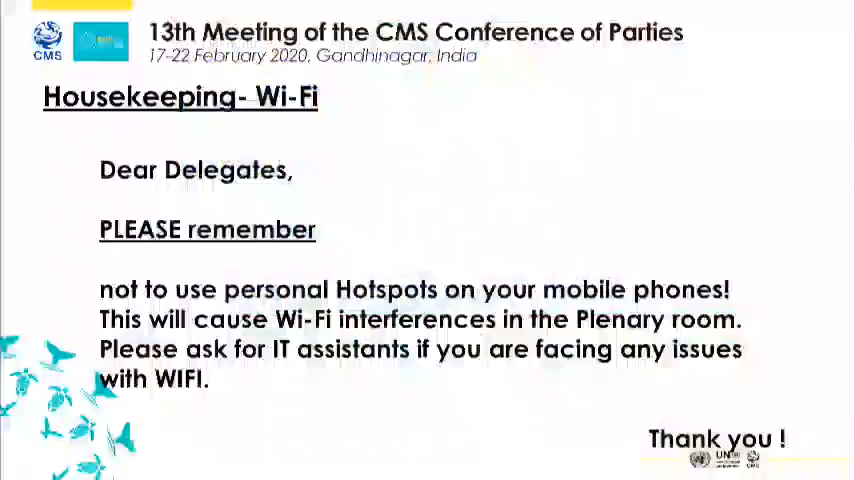 CMS
13th Meeting of the CMS Conference of Parties
17-22 February 2020, Gandhinagar, India
Housekeeping- Wi-Fi
Dear Delegates,
PLEASE remember
not to use personal Hotspots on your mobile phones!
This will cause Wi-Fi interferences in the Plenary room.
Please ask for IT assistants if you are facing any issues
with WIFI.
Thank you !
CMS